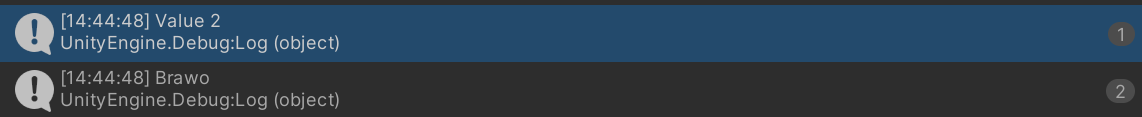 [14:44:48] Value 2
UnityEngine.Debug:Log (object)
1
[14:44:48] Brawo
UnityEngine.Debug:Log (object)
2